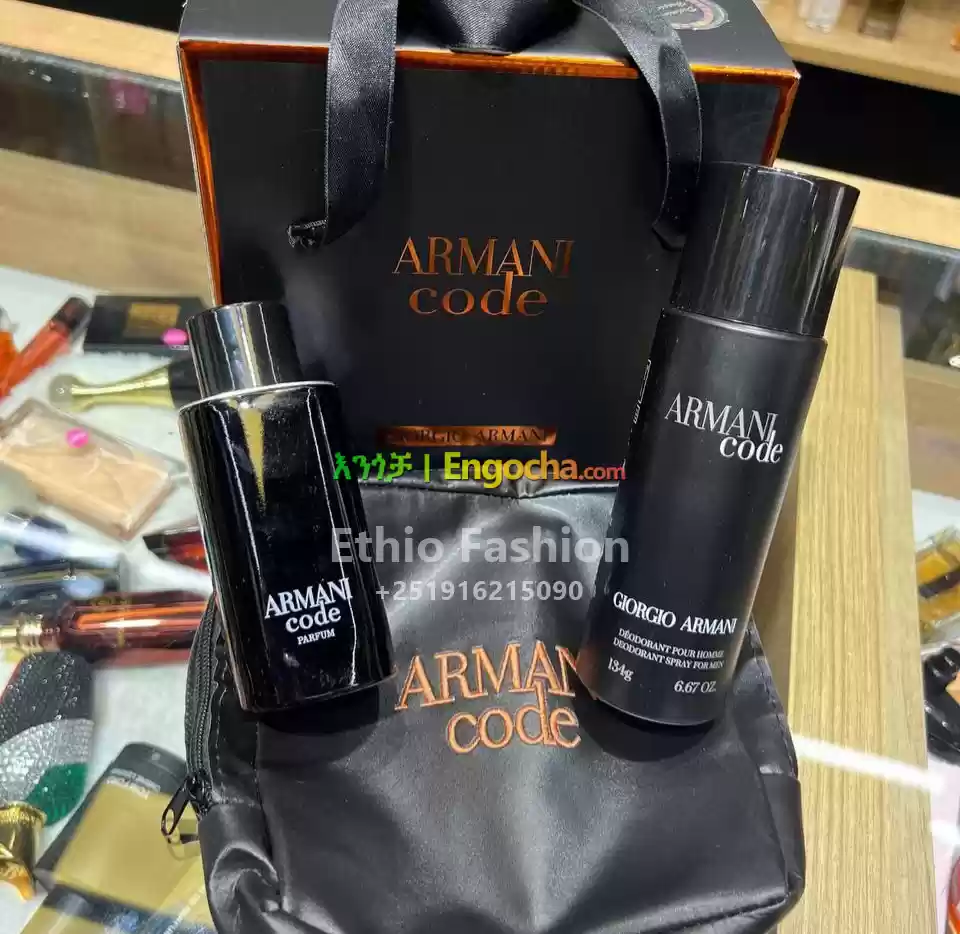 ARMANI
code
GIORGIO ARMANI
እንጎቻ | Engocha.com
Ethio Fashion
+251916215090
ARMANI
code
PARFUM
ARMANI
code
GIORGIO ARMANI
DÉODORANT POUR HOMME
DEODORANT SPRAY FOR MEN
134g
6.67 OZ.
ARMANI
code